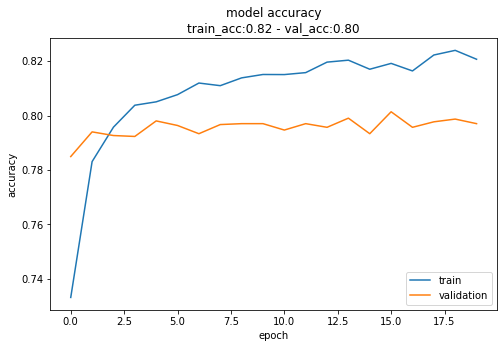 model accuracy
train_acc:0.82 - val_acc:0.80
accuracy
0.82
0.80
0.78
0.76
0.74
0.0
2.5
5.0
7.5
10.0
12.5
15.0
17.5
epoch
train
validation